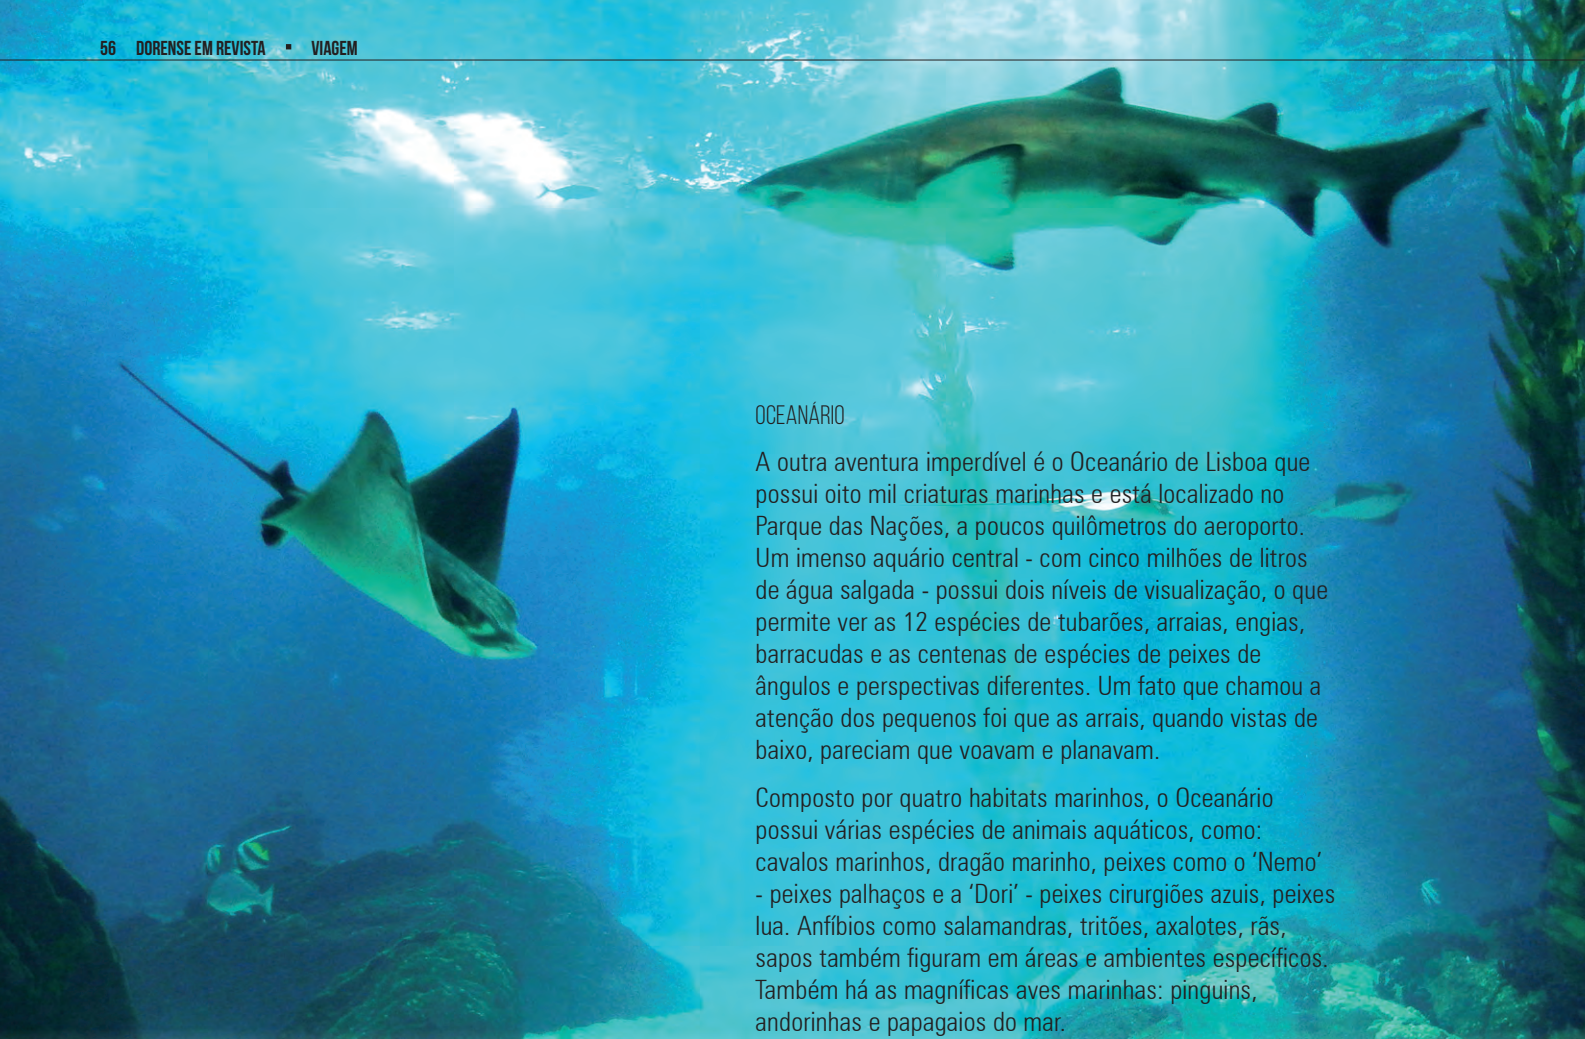 56 DORENSE EM REVISTA ▪ VIAGEM
OCEANÁRIO
A outra aventura imperdível é o Oceanário de Lisboa que
possui oito mil criaturas marinhas e está localizado no
Parque das Nações, a poucos quilômetros do aeroporto.
Um imenso aquário central - com cinco milhões de litros
de água salgada - possui dois níveis de visualização, o que
permite ver as 12 espécies de tubarões, arraias, engias,
barracudas e as centenas de espécies de peixes de
ângulos e perspectivas diferentes. Um fato que chamou a
atenção dos pequenos foi que as arrais, quando vistas de
baixo, pareciam que voavam e planavam.
Composto por quatro habitats marinhos, o Oceanário
possui várias espécies de animais aquáticos, como:
cavalos marinhos, dragão marinho, peixes como o ‘Nemo’
- peixes palhaços e a ‘Dori’ - peixes cirurgiões azuis, peixes
lua. Anfíbios como salamandras, tritões, axalotes, rãs,
sapos também figuram em áreas e ambientes específicos.
Também há as magníficas aves marinhas: pinguins,
andorinhas e papagaios do mar.